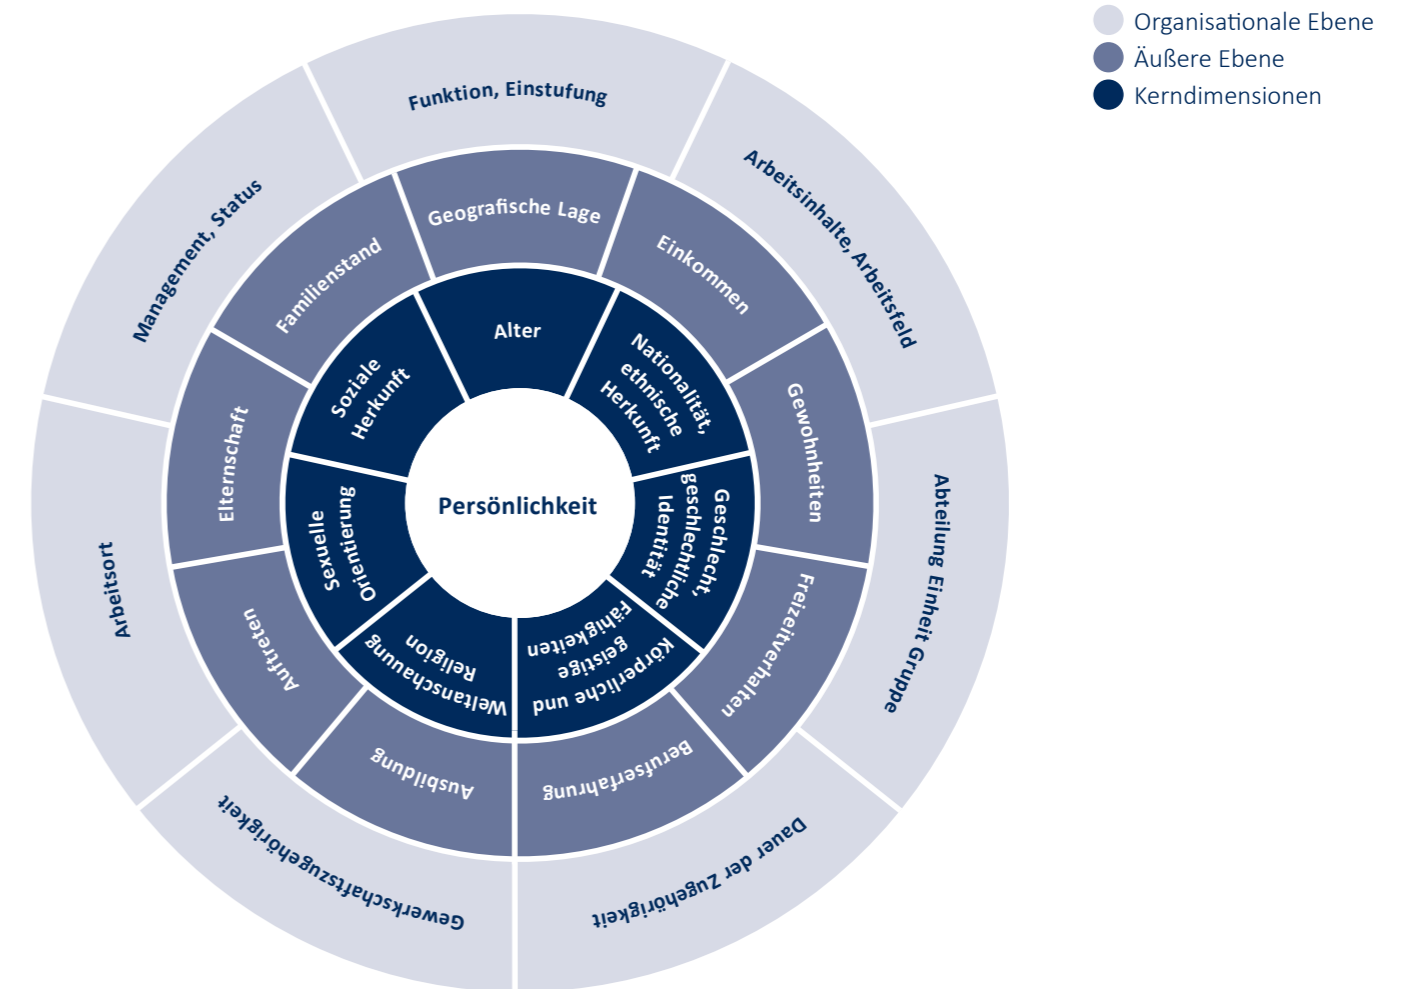 Organisationale Ebene
Äußere Ebene
Kerndimensionen
Funktion, Einstufung
Arbeitsinhalte, Arbeitsfeld
Abteilung Einheit Gruppe
Dauer der Zugehörigkeit
Gewerkschaftszugehörigkeit
Arbeitsort
Management, Status
Geografische Lage
Einkommen
Gewohnheiten
Freizeitverhalten
Berufserfahrung
Ausbildung
Auftreten
Elternschaft
Familienstand
Alter
Nationalität,
ethnische
Herkunft
Geschlecht,
geschlechtliche
Identität
Körperliche und
geistige
Fähigkeiten
Weltanschauung
Religion
Sexuelle
Orientierung
Soziale
Herkunft
Persönlichkeit